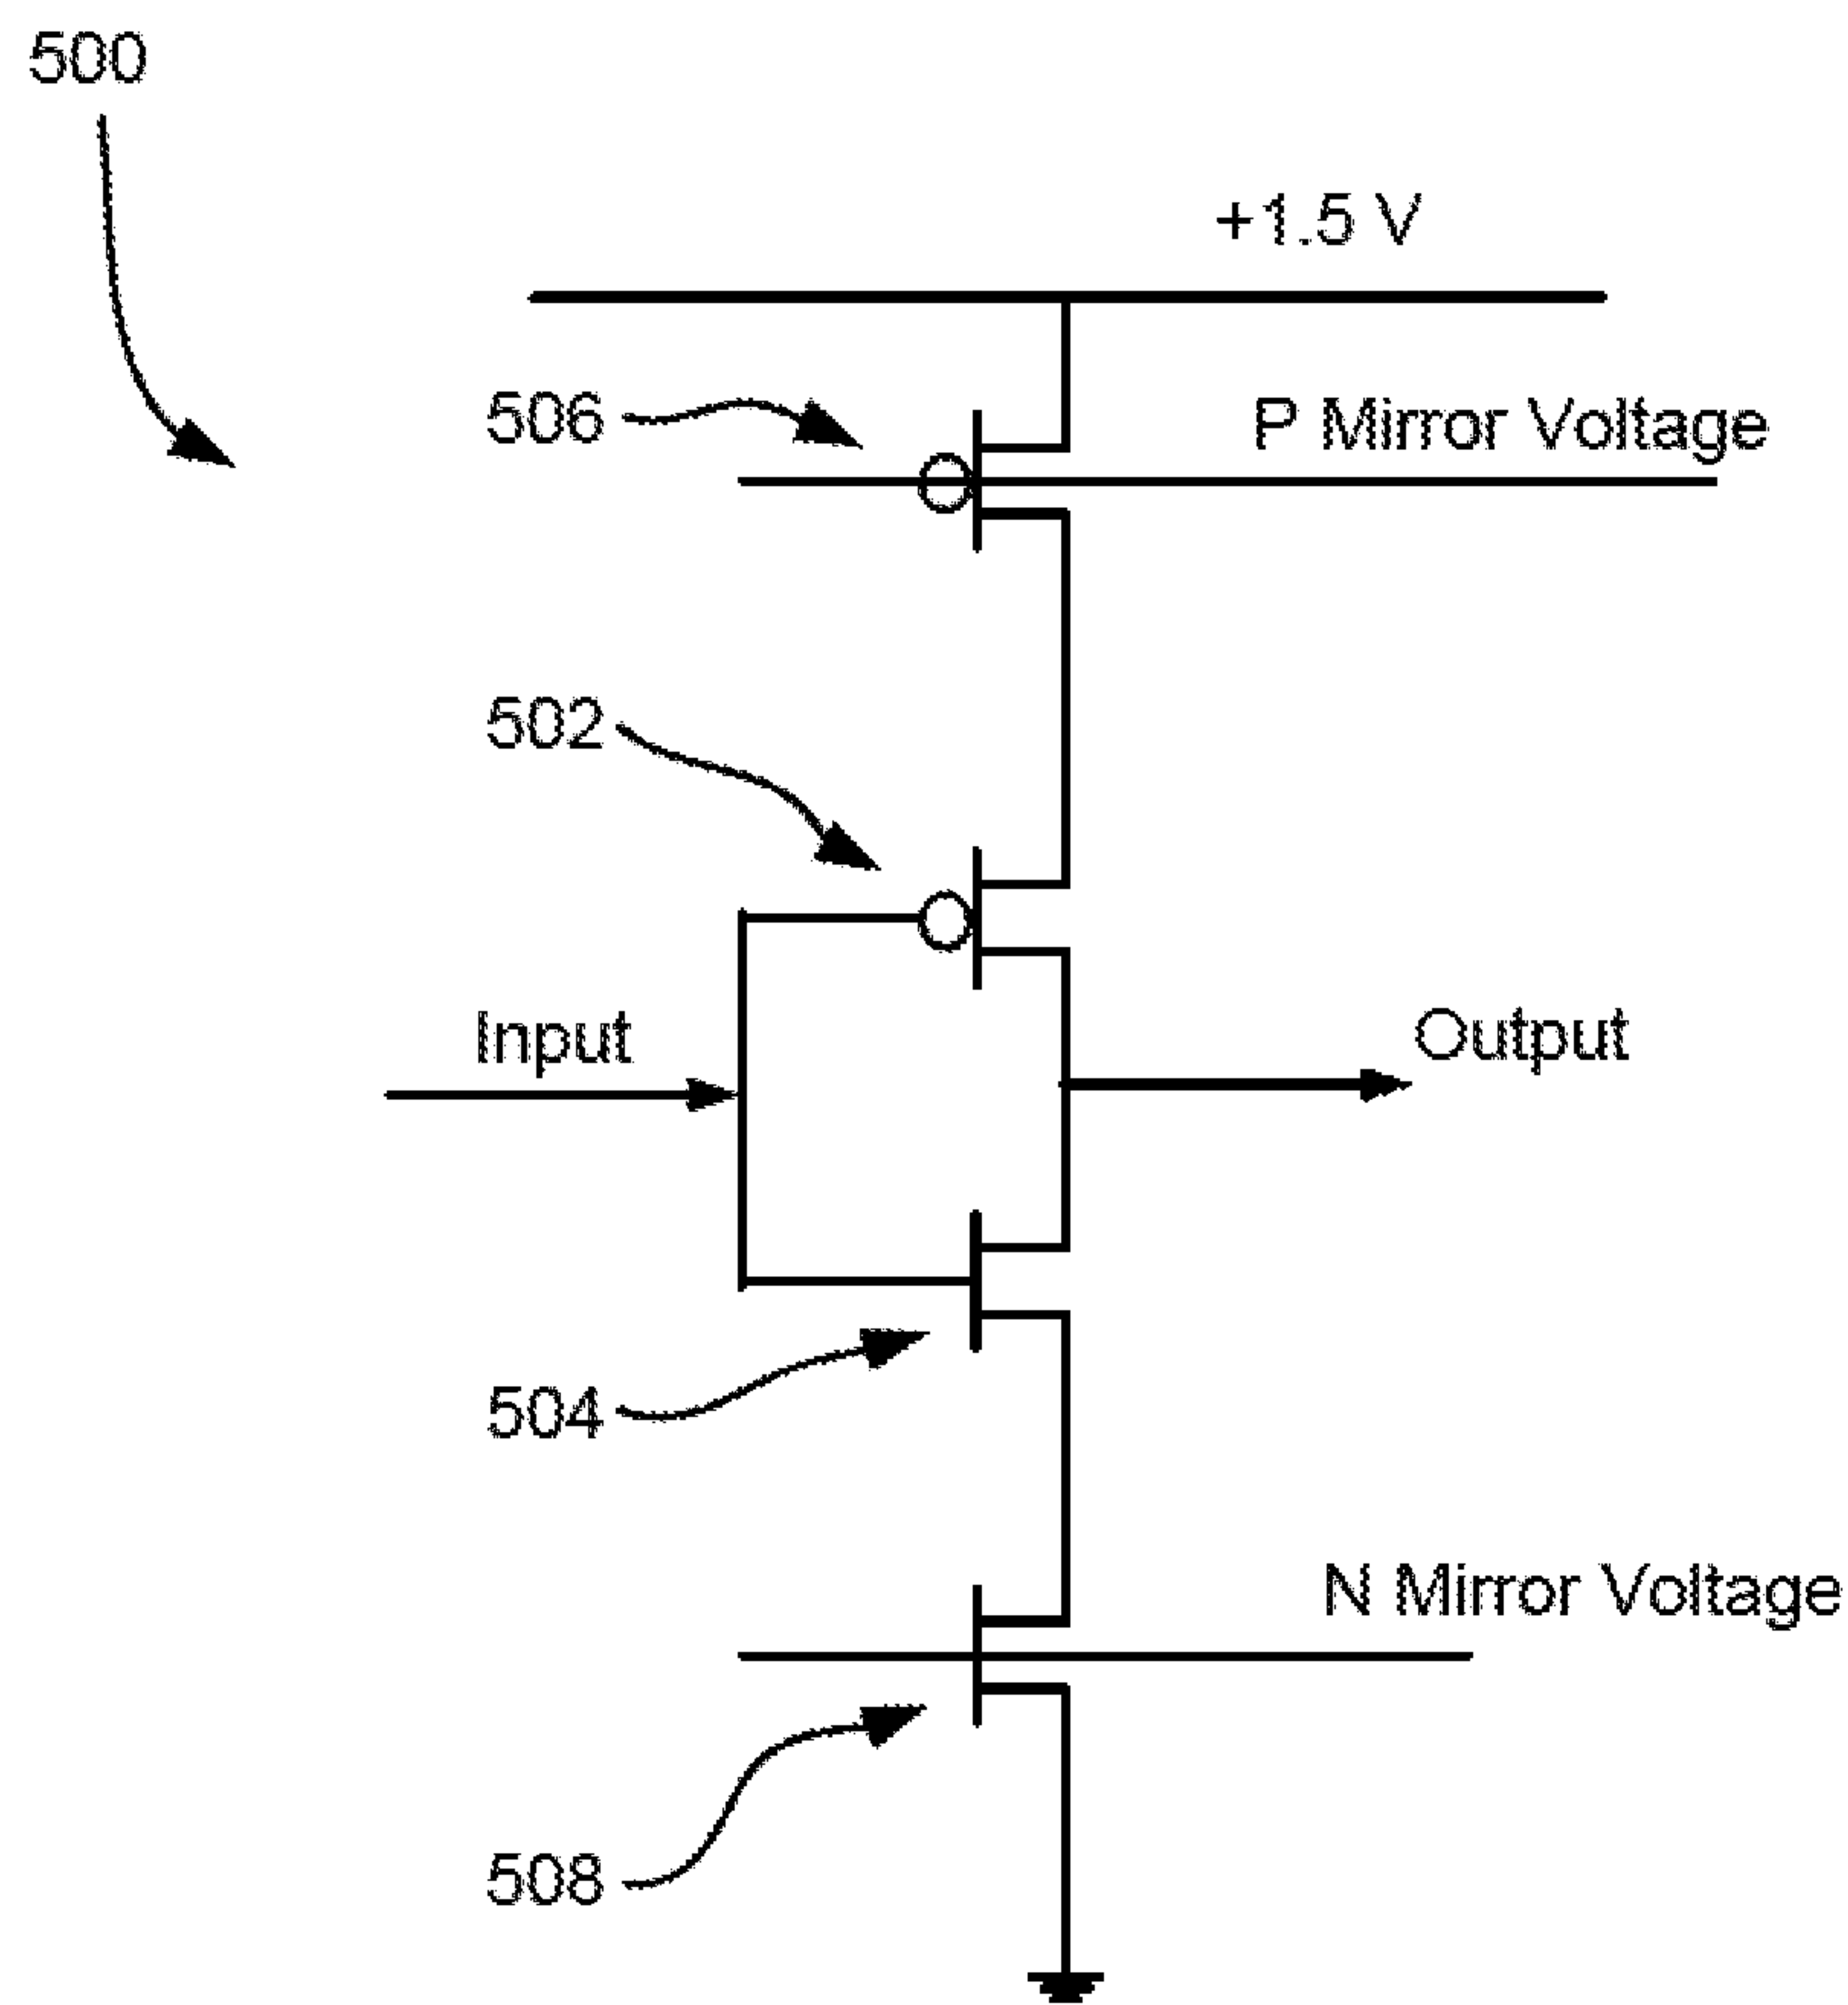 500
+1.5 V
506
P Mirror Voltage
502
Input
Output
504
N Mirror Voltage
508